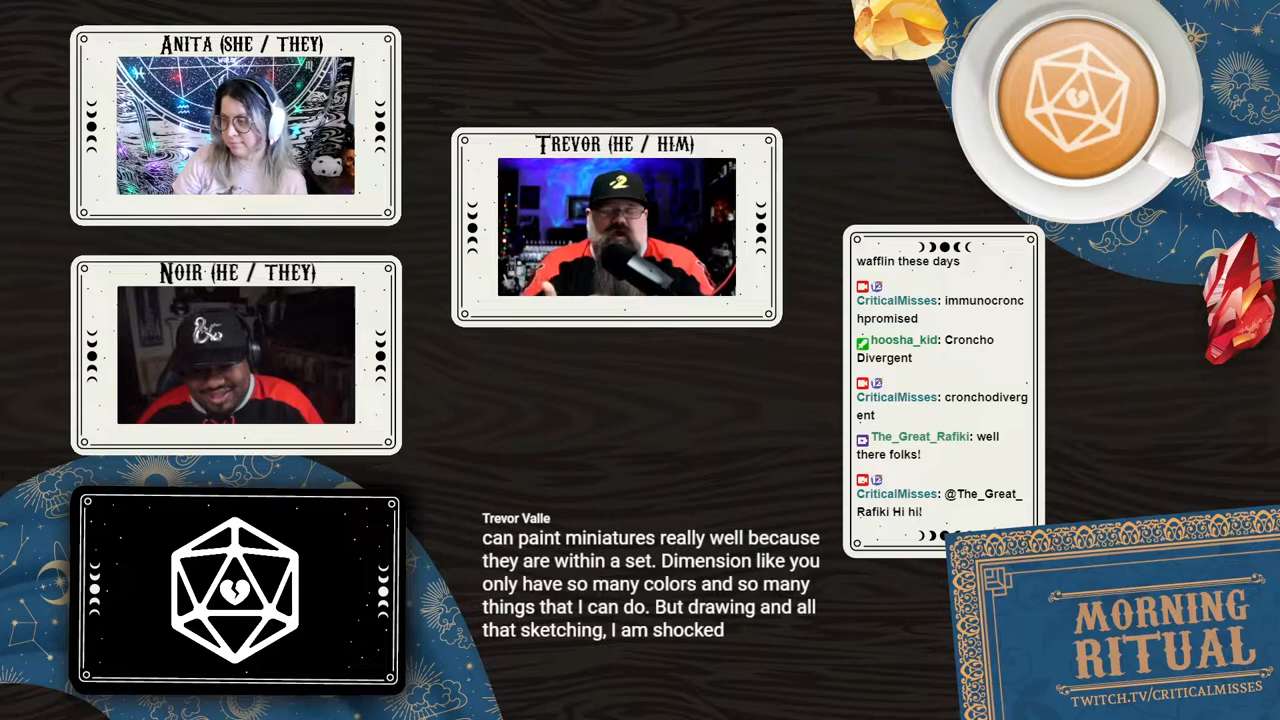 ANITA (SHE / THEY)
TREVOR (HE / HIM)
NOIR (HE / THEY)
wafflin these days
CriticalMisses: immunocronc
hpromised
hoosha_kid: Croncho
Divergent
CriticalMisses: cronchodiverg
ent
The_Great_Rafiki: well
there folks!
CriticalMisses: @The_Great_
Rafiki Hi hi!
Trevor Valle
can paint miniatures really well because
they are within a set. Dimension like you
only have so many colors and so many
things that I can do. But drawing and all
that sketching, I am shocked
MORNING
RITUAL
TWITCH.TV/CRITICALMISSES